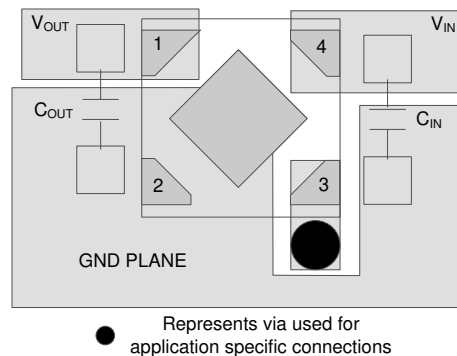 VOUT
VIN
1
4
COUT
CIN
2
3
GND PLANE
Represents via used for
application specific connections